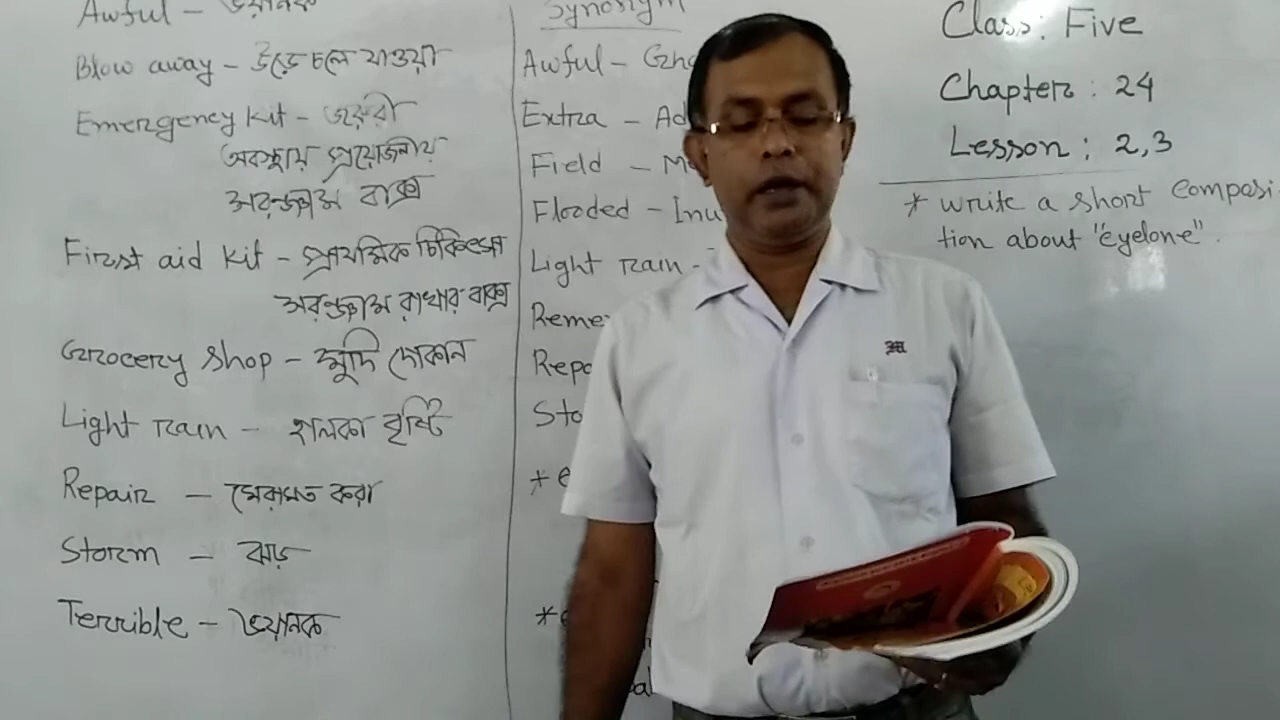 Awful - ভয়ানক
Blow away - উড়ে চলে যাওয়া
Emergency kit - জরুরী
অবস্থায় প্রয়োজনীয়
সরঞ্জাম বাক্স
First aid kit - প্রাথমিক চিকিৎসা
সরঞ্জাম রাখার বাক্স
Grocery shop - মুদি দোকান
Light rain - হালকা বৃষ্টি
Repair - মেরামত করা
Storm - ঝড়
Terrible - ভয়ানক
Synonym
Awful -
Extra - Ad
Field - M
Flooded - Inu
Light rain -
Reme
Repa
Sto
*
*
Class: Five
Chapter: 24
Lesson: 2,3
* write a short composi
tion about "eyelone".